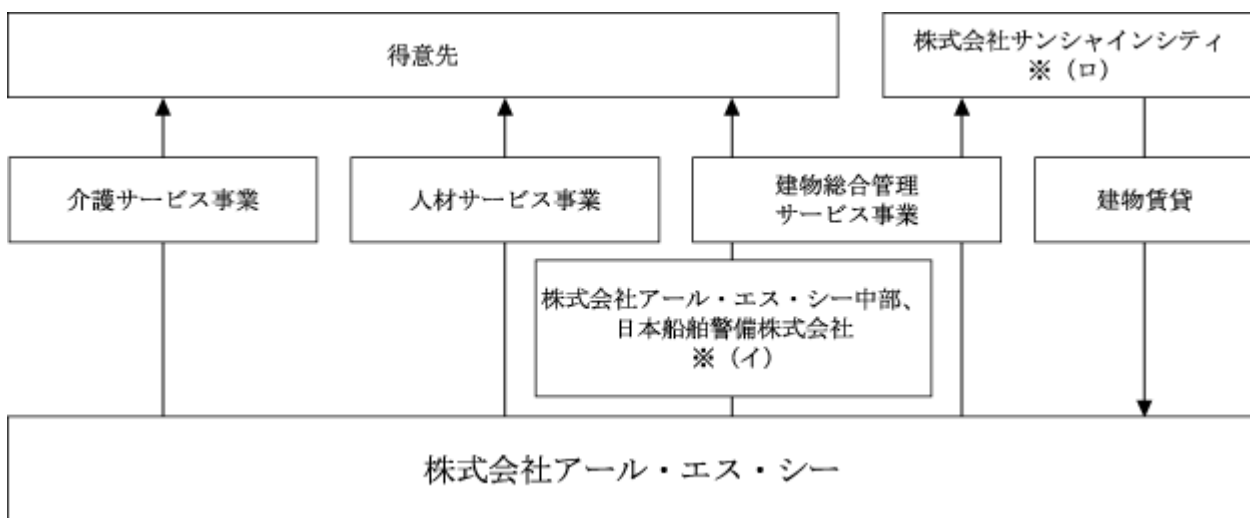 得意先
株式会社サンシャインシティ
※（ロ）
介護サービス事業
人材サービス事業
建物総合管理
サービス事業
建物賃貸
株式会社アール・エス・シー中部、
日本船舶警備株式会社
※（イ）
株式会社アール・エス・シー